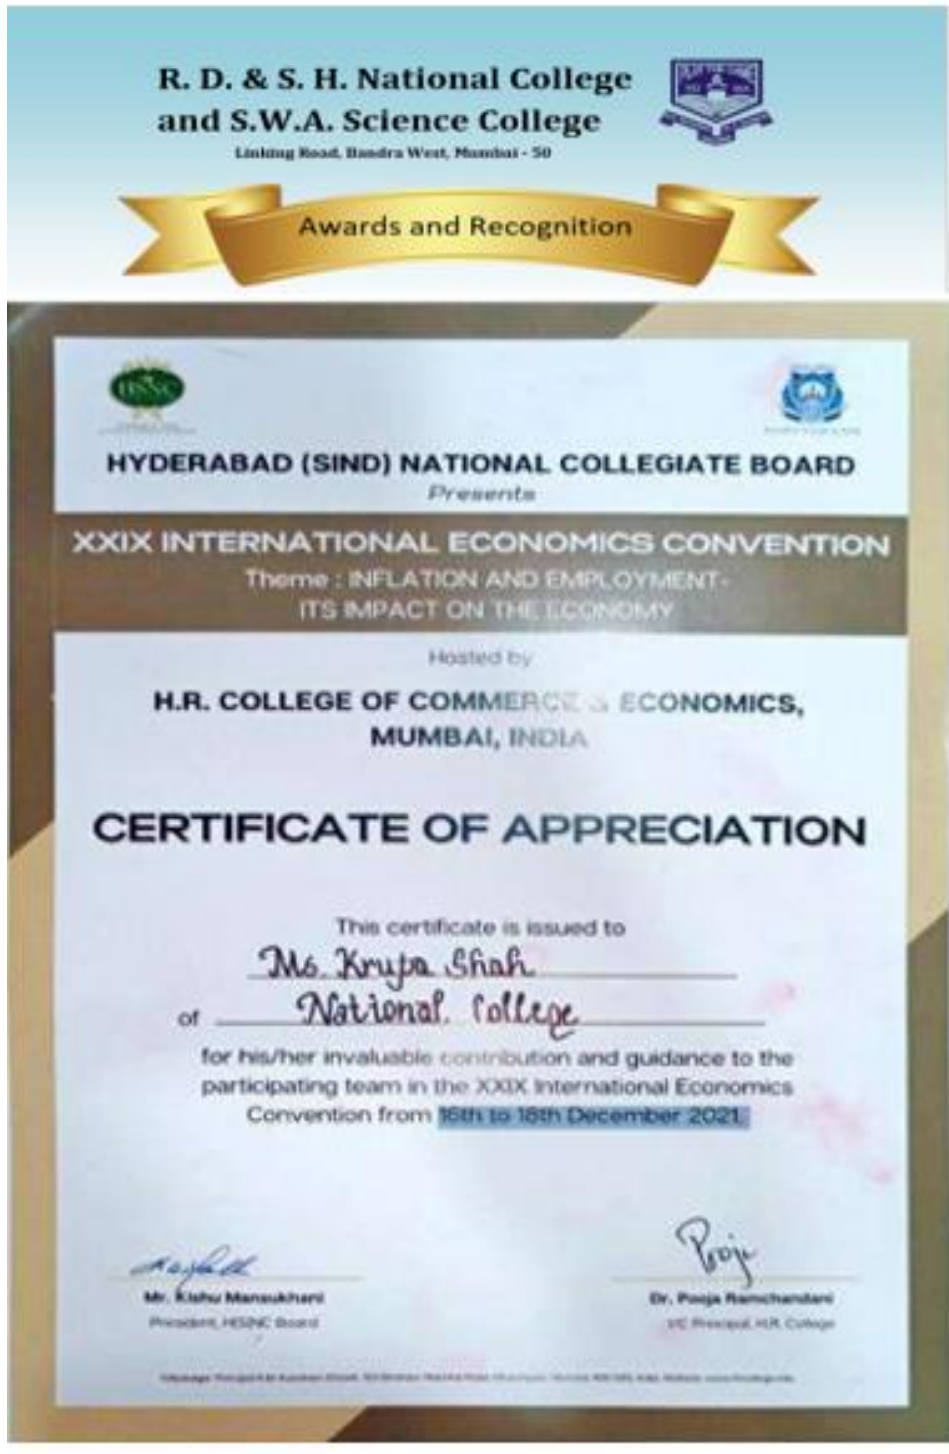 R. D. & S. H. National College
and S.W.A. Science College
Linking Road, Bandra West, Mumbai - 50
Awards and Recognition
HSNC
HYDERABAD (SIND) NATIONAL COLLEGIATE BOARD
Presents
XXIX INTERNATIONAL ECONOMICS CONVENTION
Theme : INFLATION AND EMPLOYMENT-
ITS IMPACT ON THE ECONOMY
Hosted by
H.R. COLLEGE OF COMMERCE & ECONOMICS,
MUMBAI, INDIA
CERTIFICATE OF APPRECIATION
This certificate is issued to
Ms. Krupa Shah
of National College
for his/her invaluable contribution and guidance to the
participating team in the XXIX International Economics
Convention from 16th to 18th December 2021.
Pooja
Mr. Kishu Mansukhani
Dr. Pooja Ramchandani
President, HSNC Board
I/C Principal, H.R. College